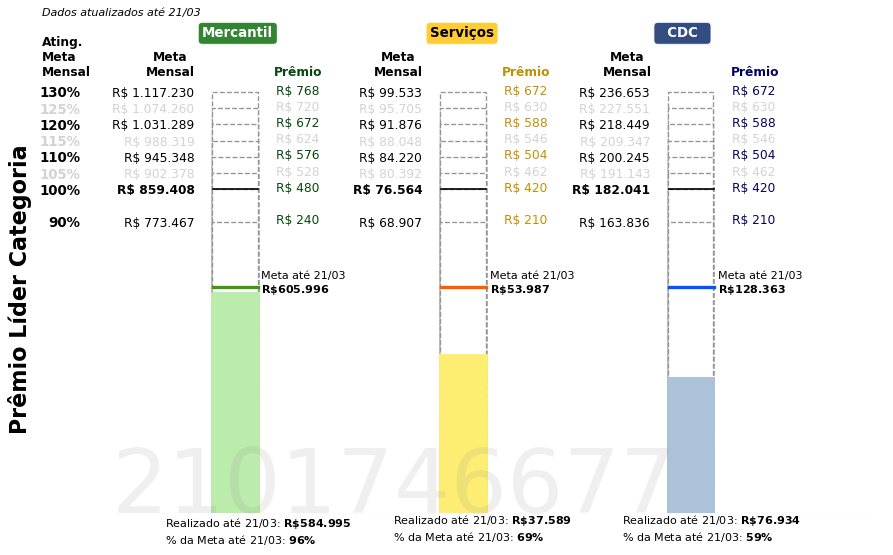 Dados atualizados até 21/03
Mercantil Serviços CDC
Ating. Meta Mensal Meta Mensal Prêmio Meta Mensal Prêmio Meta Mensal Prêmio
130% R$ 1.117.230 R$ 768 R$ 99.533 R$ 672 R$ 236.653 R$ 672
125% R$ 1.074.260 R$ 720 R$ 95.705 R$ 630 R$ 227.551 R$ 630
120% R$ 1.031.289 R$ 672 R$ 91.876 R$ 588 R$ 218.449 R$ 588
115% R$ 988.319 R$ 624 R$ 88.048 R$ 546 R$ 209.347 R$ 546
110% R$ 945.348 R$ 576 R$ 84.220 R$ 504 R$ 200.245 R$ 504
105% R$ 902.378 R$ 528 R$ 80.392 R$ 462 R$ 191.143 R$ 462
100% R$ 859.408 R$ 480 R$ 76.564 R$ 420 R$ 182.041 R$ 420
90% R$ 773.467 R$ 240 R$ 68.907 R$ 210 R$ 163.836 R$ 210
Prêmio Líder Categoria
Meta até 21/03 Meta até 21/03 Meta até 21/03
R$605.996 R$53.987 R$128.363
2101746677
Realizado até 21/03: R$584.995 Realizado até 21/03: R$37.589 Realizado até 21/03: R$76.934
% da Meta até 21/03: 96% % da Meta até 21/03: 69% % da Meta até 21/03: 59%